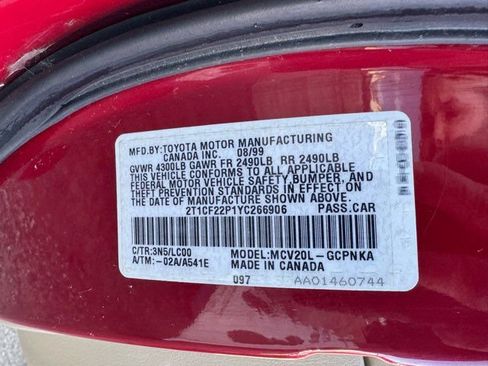 MFD.BY:TOYOTA MOTOR MANUFACTURING
CANADA INC. 08/99
GVWR 4300LB GAWR FR 2490LB RR 2490LB
THIS VEHICLE CONFORMS TO ALL APPLICABLE
FEDERAL MOTOR VEHICLE SAFETY,BUMPER, AND
THEFT PREVENTION STANDARDS IN EFFECT ON
THE DATE OF MANUFACTURE SHOWN ABOVE.
2T1CF22P1YC266906 PASS.CAR
C/TR:3N5/LC00 MODEL:MCV20L-GCPNKA
A/TM:-02A/A541E MADE IN CANADA
097 AA01460744